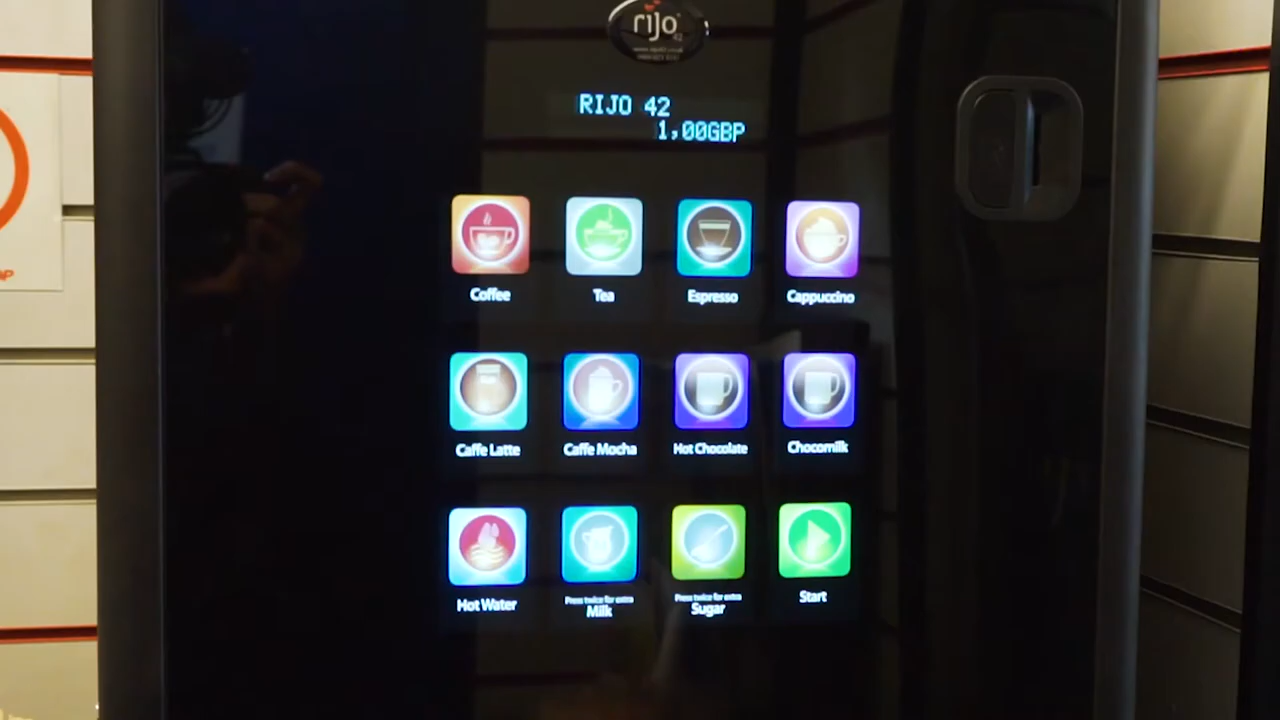 rijo
42
RIJO 42
1,00GBP
Coffee
Tea
Espresso
Cappuccino
Caffe Latte
Caffe Mocha
Hot Chocolate
Chocomilk
Hot Water
Press twice for extra
Milk
Press twice for extra
Sugar
Start